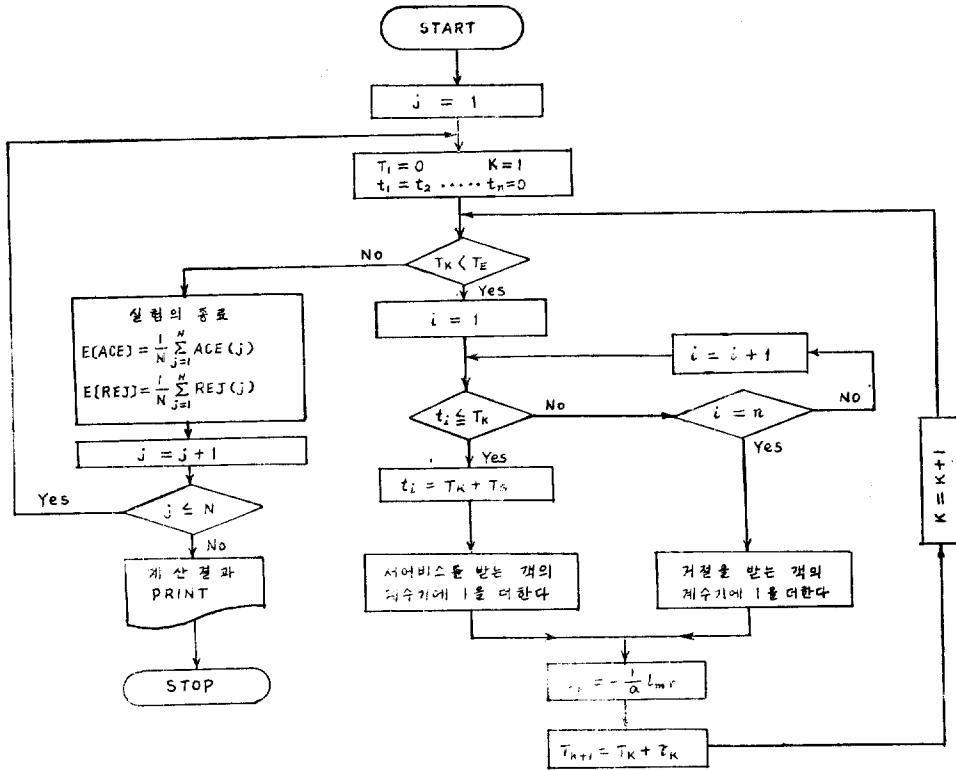 START
j = 1
T₁=0 K=1
t₁=t₂ ····· tₙ=0
T_K < T_E
No
Yes
실험의 종료
E[ACE] = 1/N Σ_{j=1}^{N} ACE(j)
E[REJ] = 1/N Σ_{j=1}^{N} REJ(j)
j = j+1
j ≦ N
Yes
No
계산결과
PRINT
STOP
i = 1
i = i+1
t_i ≦ T_K
No
i = n
No
Yes
Yes
t_i = T_K + T_S
서어비스를 받는 객의
계수기에 1을 더한다
거절을 받는 객의
계수기에 1을 더한다
= -1/a
T_{K+1} = T_K + τ_K
K = K+1